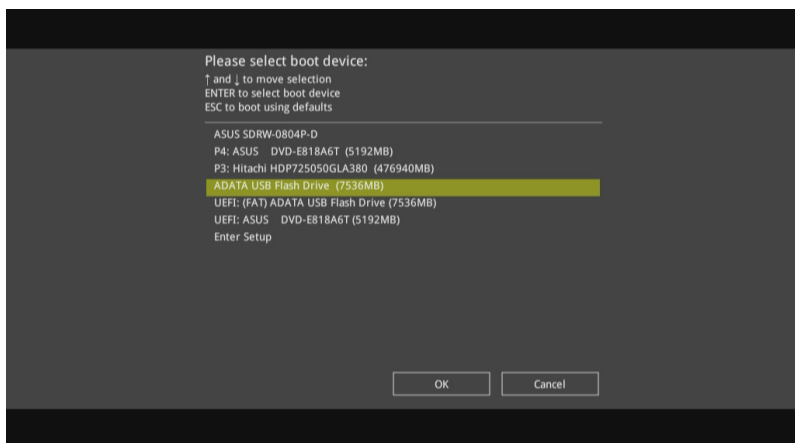 Please select boot device:
↑ and ↓ to move selection
ENTER to select boot device
ESC to boot using defaults
ASUS SDRW-0804P-D
P4: ASUS DVD-E818A6T (5192MB)
P3: Hitachi HDP725050GLA380 (476940MB)
ADATA USB Flash Drive (7536MB)
UEFI: (FAT) ADATA USB Flash Drive (7536MB)
UEFI: ASUS DVD-E818A6T (5192MB)
Enter Setup
OK Cancel